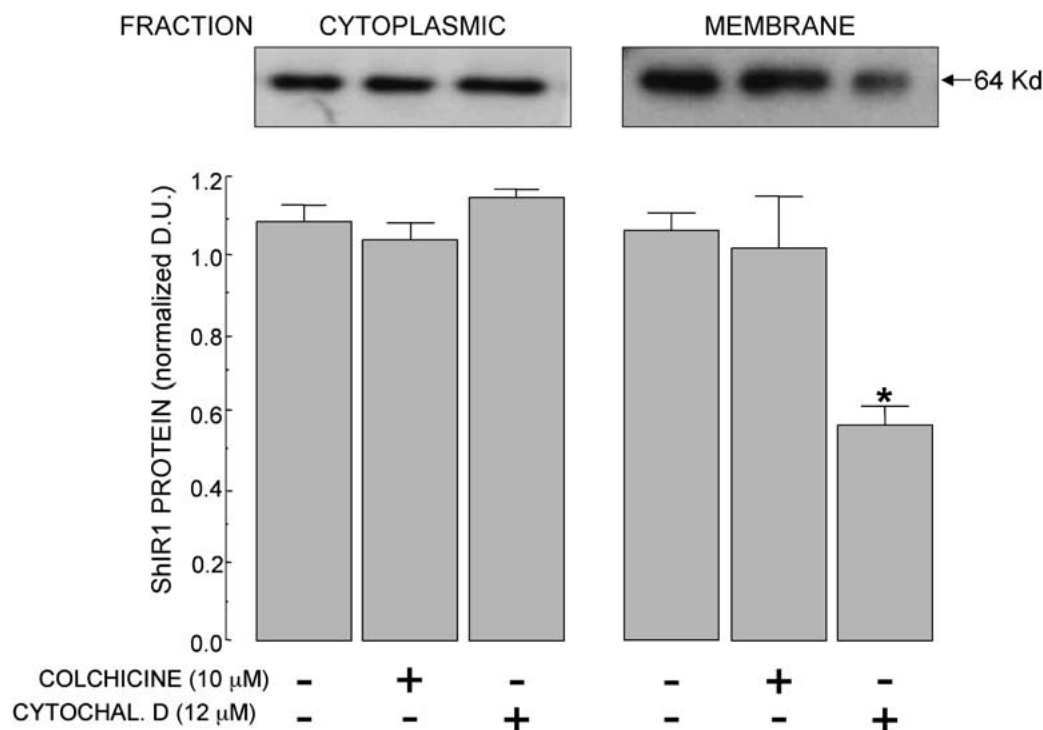 FRACTION CYTOPLASMIC MEMBRANE
64 Kd
ShIR1 PROTEIN (normalized D.U.)
1.2
1.0
0.8
0.6
0.4
0.2
0.0
*
COLCHICINE (10 μM) - + - - + -
CYTOCHAL. D (12 μM) - - + - - +